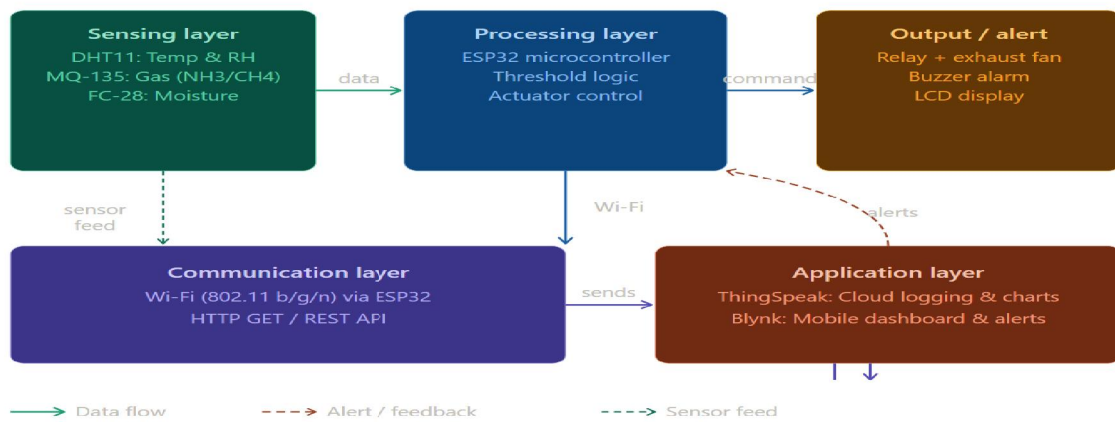 Sensing layer
DHT11: Temp & RH
MQ-135: Gas (NH3/CH4)
FC-28: Moisture
data
Processing layer
ESP32 microcontroller
Threshold logic
Actuator control
command
Output / alert
Relay + exhaust fan
Buzzer alarm
LCD display
sensor
feed
Wi-Fi
alerts
Communication layer
Wi-Fi (802.11 b/g/n) via ESP32
HTTP GET / REST API
sends
Application layer
ThingSpeak: Cloud logging & charts
Blynk: Mobile dashboard & alerts
Data flow
Alert / feedback
Sensor feed